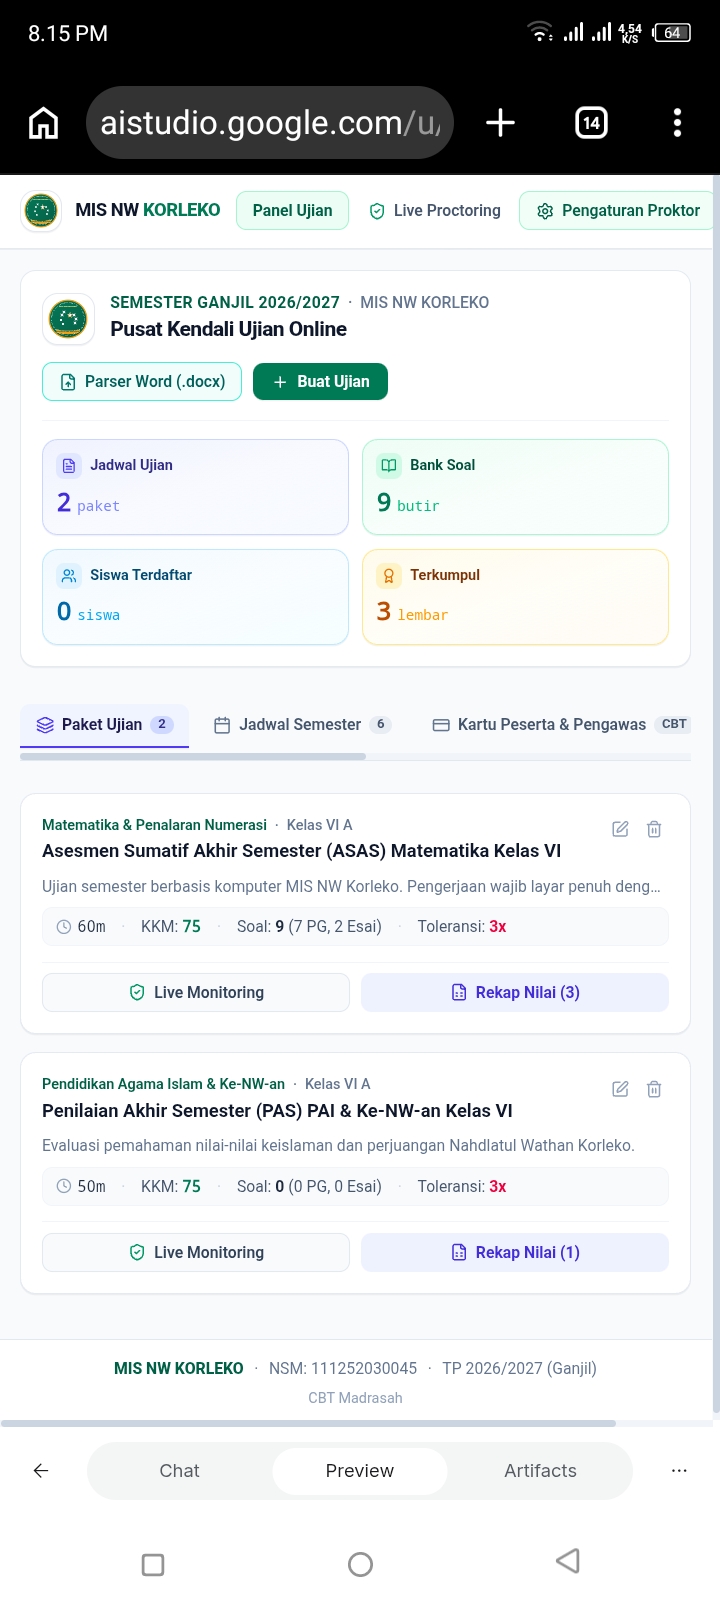 8.15 PM
4,54 K/S
64
aistudio.google.com/u/
14
MIS NW KORLEKO
Panel Ujian
Live Proctoring
Pengaturan Proktor
SEMESTER GANJIL 2026/2027 · MIS NW KORLEKO
Pusat Kendali Ujian Online
Parser Word (.docx)
+ Buat Ujian
Jadwal Ujian
2 paket
Bank Soal
9 butir
Siswa Terdaftar
0 siswa
Terkumpul
3 lembar
Paket Ujian 2
Jadwal Semester 6
Kartu Peserta & Pengawas CBT
Matematika & Penalaran Numerasi · Kelas VI A
Asesmen Sumatif Akhir Semester (ASAS) Matematika Kelas VI
Ujian semester berbasis komputer MIS NW Korleko. Pengerjaan wajib layar penuh deng...
60m · KKM: 75 · Soal: 9 (7 PG, 2 Esai) · Toleransi: 3x
Live Monitoring
Rekap Nilai (3)
Pendidikan Agama Islam & Ke-NW-an · Kelas VI A
Penilaian Akhir Semester (PAS) PAI & Ke-NW-an Kelas VI
Evaluasi pemahaman nilai-nilai keislaman dan perjuangan Nahdlatul Wathan Korleko.
50m · KKM: 75 · Soal: 0 (0 PG, 0 Esai) · Toleransi: 3x
Live Monitoring
Rekap Nilai (1)
MIS NW KORLEKO · NSM: 111252030045 · TP 2026/2027 (Ganjil)
CBT Madrasah
Chat
Preview
Artifacts